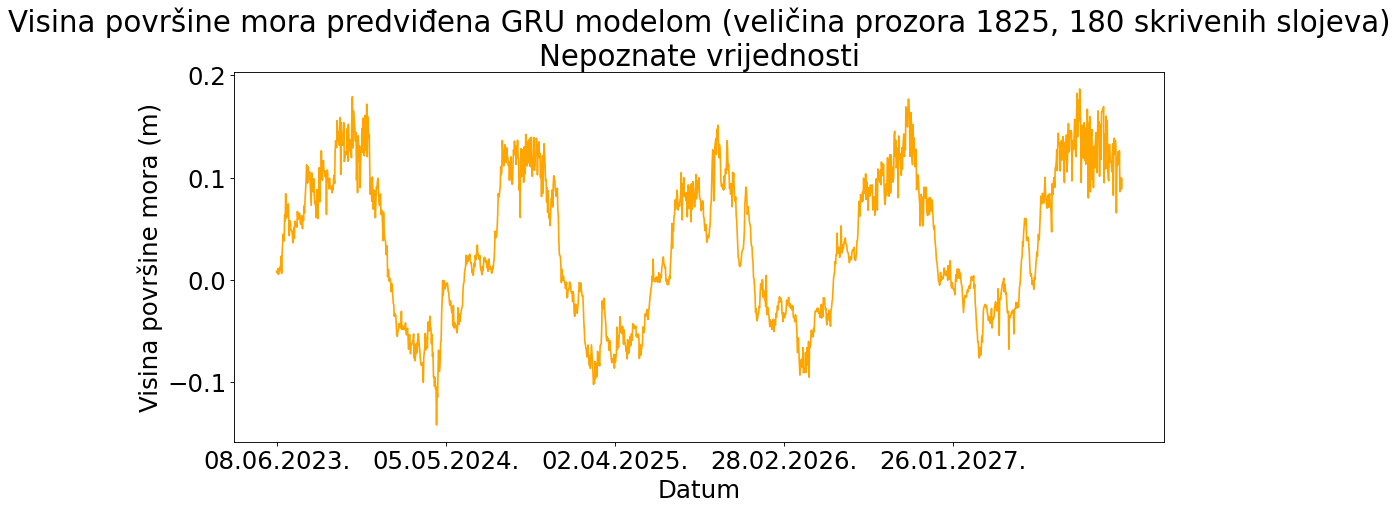 Visina površine mora predviđena GRU modelom (veličina prozora 1825, 180 skrivenih slojeva)
Nepoznate vrijednosti
Visina površine mora (m)
0.2
0.1
0.0
−0.1
08.06.2023. 05.05.2024. 02.04.2025. 28.02.2026. 26.01.2027.
Datum